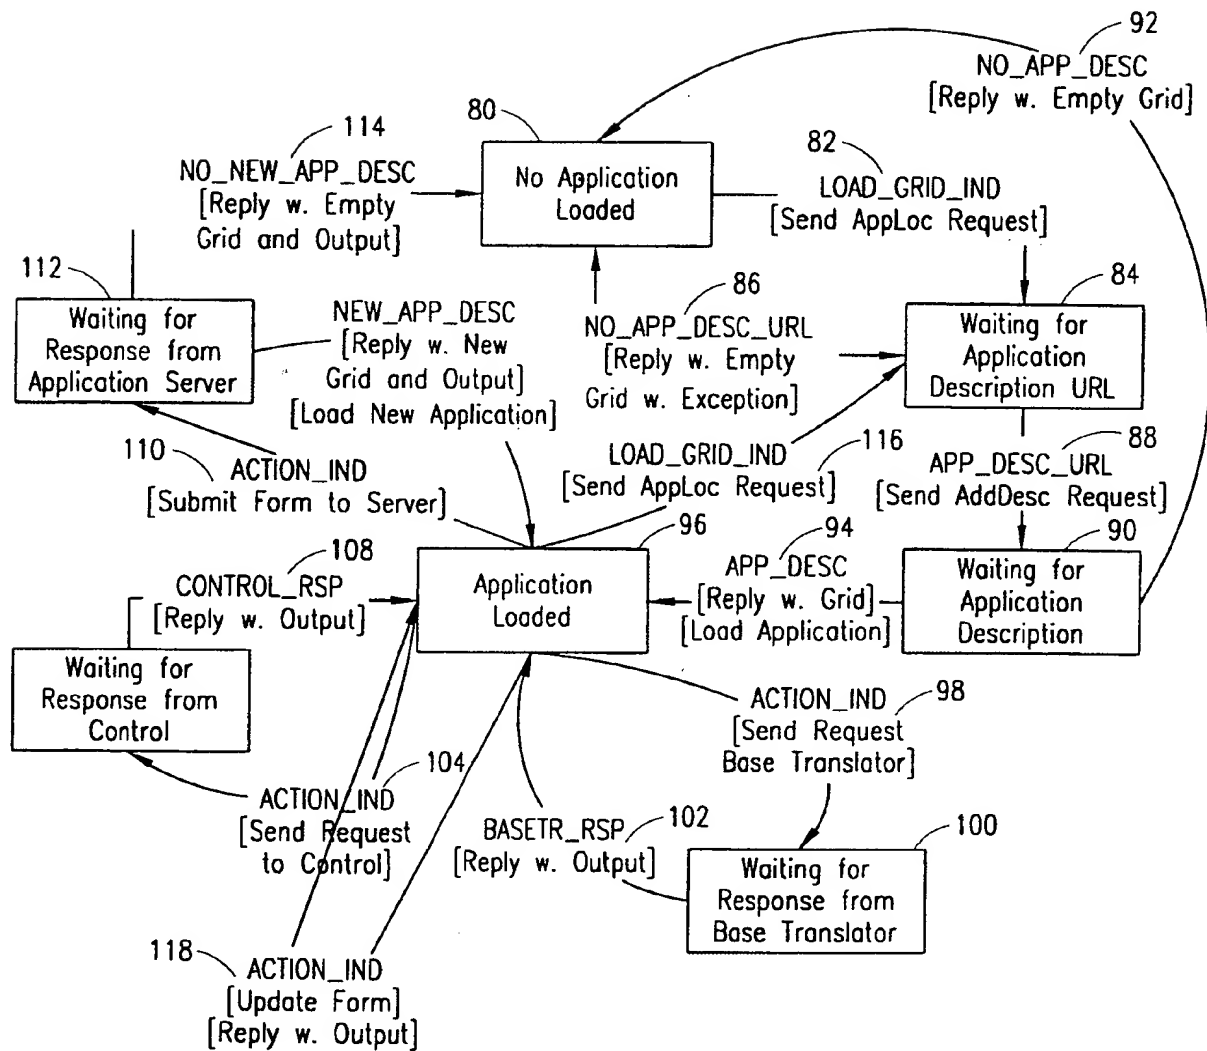 92
NO_APP_DESC
[Reply w. Empty Grid]
80
No Application
Loaded
114
NO_NEW_APP_DESC
[Reply w. Empty
Grid and Output]
82
LOAD_GRID_IND
[Send AppLoc Request]
112
Waiting for
Response from
Application Server
NEW_APP_DESC
[Reply w. New
Grid and Output]
[Load New Application]
86
NO_APP_DESC_URL
[Reply w. Empty
Grid w. Exception]
84
Waiting for
Application
Description URL
110
ACTION_IND
[Submit Form to Server]
LOAD_GRID_IND
116
[Send AppLoc Request]
88
APP_DESC_URL
[Send AddDesc Request]
96
Application
Loaded
94
APP_DESC
[Reply w. Grid]
[Load Application]
90
Waiting for
Application
Description
108
CONTROL_RSP
[Reply w. Output]
Waiting for
Response from
Control
ACTION_IND
98
[Send Request
Base Translator]
104
ACTION_IND
[Send Request
to Control]
BASETR_RSP
102
[Reply w. Output]
100
Waiting for
Response from
Base Translator
118
ACTION_IND
[Update Form]
[Reply w. Output]